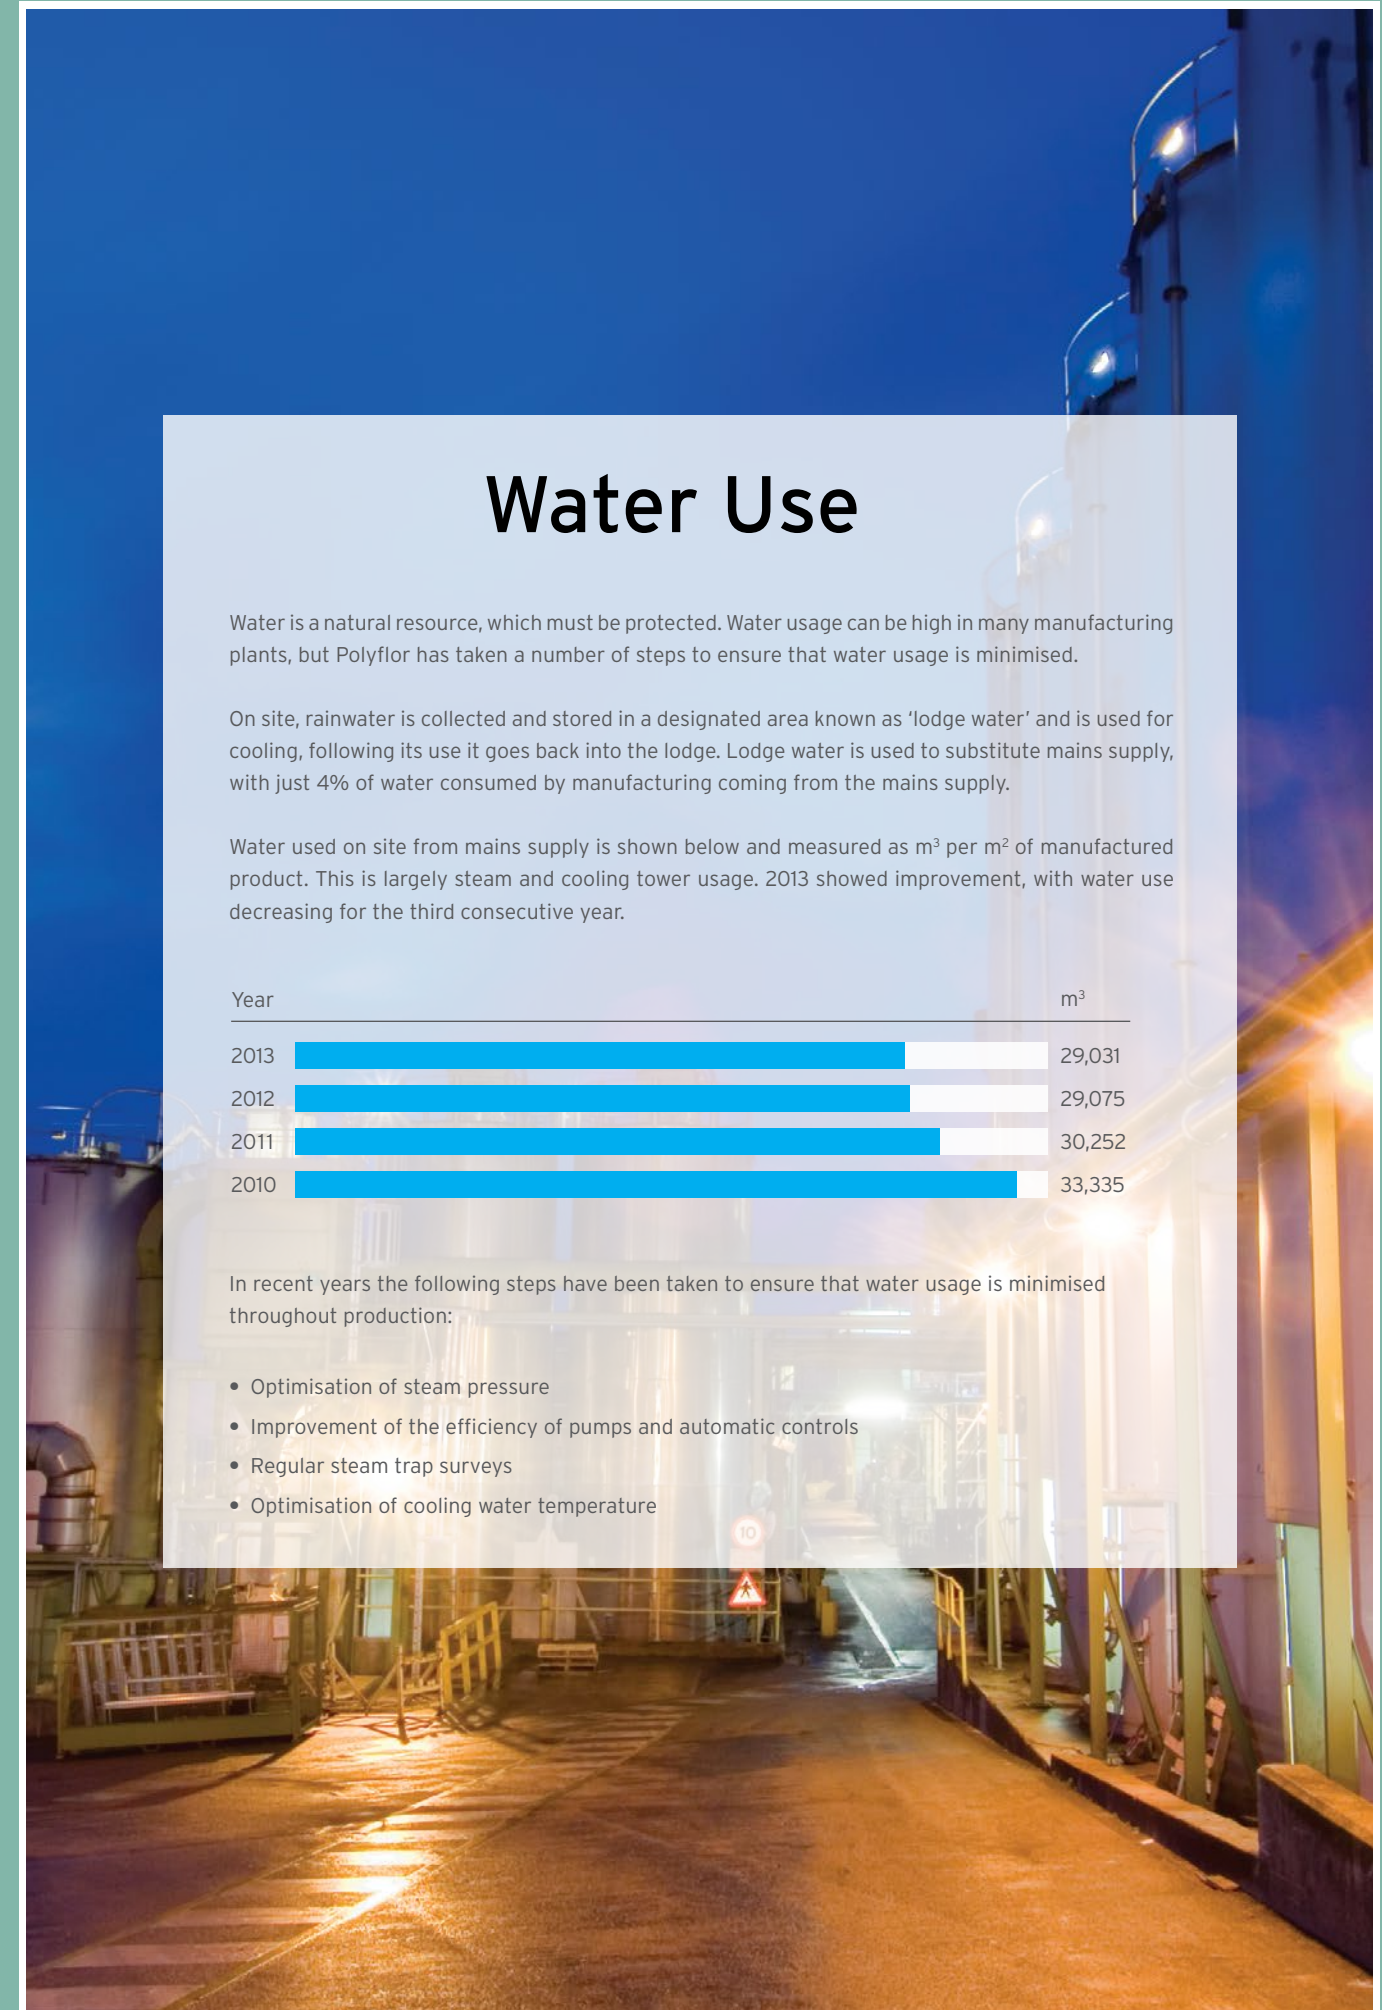 Water Use
Water is a natural resource, which must be protected. Water usage can be high in many manufacturing
plants, but Polyflor has taken a number of steps to ensure that water usage is minimised.
On site, rainwater is collected and stored in a designated area known as ‘lodge water’ and is used for
cooling, following its use it goes back into the lodge. Lodge water is used to substitute mains supply,
with just 4% of water consumed by manufacturing coming from the mains supply.
Water used on site from mains supply is shown below and measured as m³ per m² of manufactured
product. This is largely steam and cooling tower usage. 2013 showed improvement, with water use
decreasing for the third consecutive year.
Year m³
2013 29,031
2012 29,075
2011 30,252
2010 33,335
In recent years the following steps have been taken to ensure that water usage is minimised
throughout production:
• Optimisation of steam pressure
• Improvement of the efficiency of pumps and automatic controls
• Regular steam trap surveys
• Optimisation of cooling water temperature
10